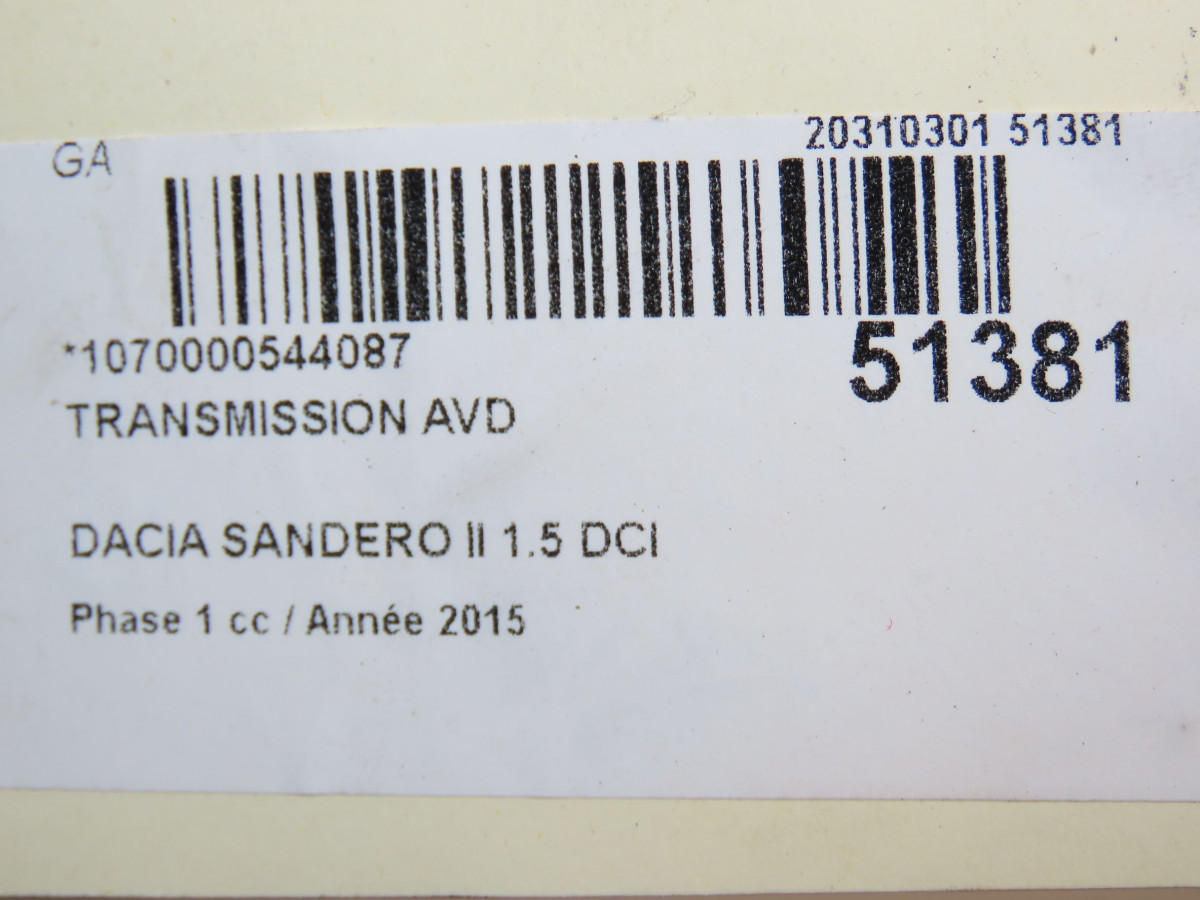 GA
20310301 51381
*1070000544087
51381
TRANSMISSION AVD
DACIA SANDERO II 1.5 DCI
Phase 1 cc / Année 2015